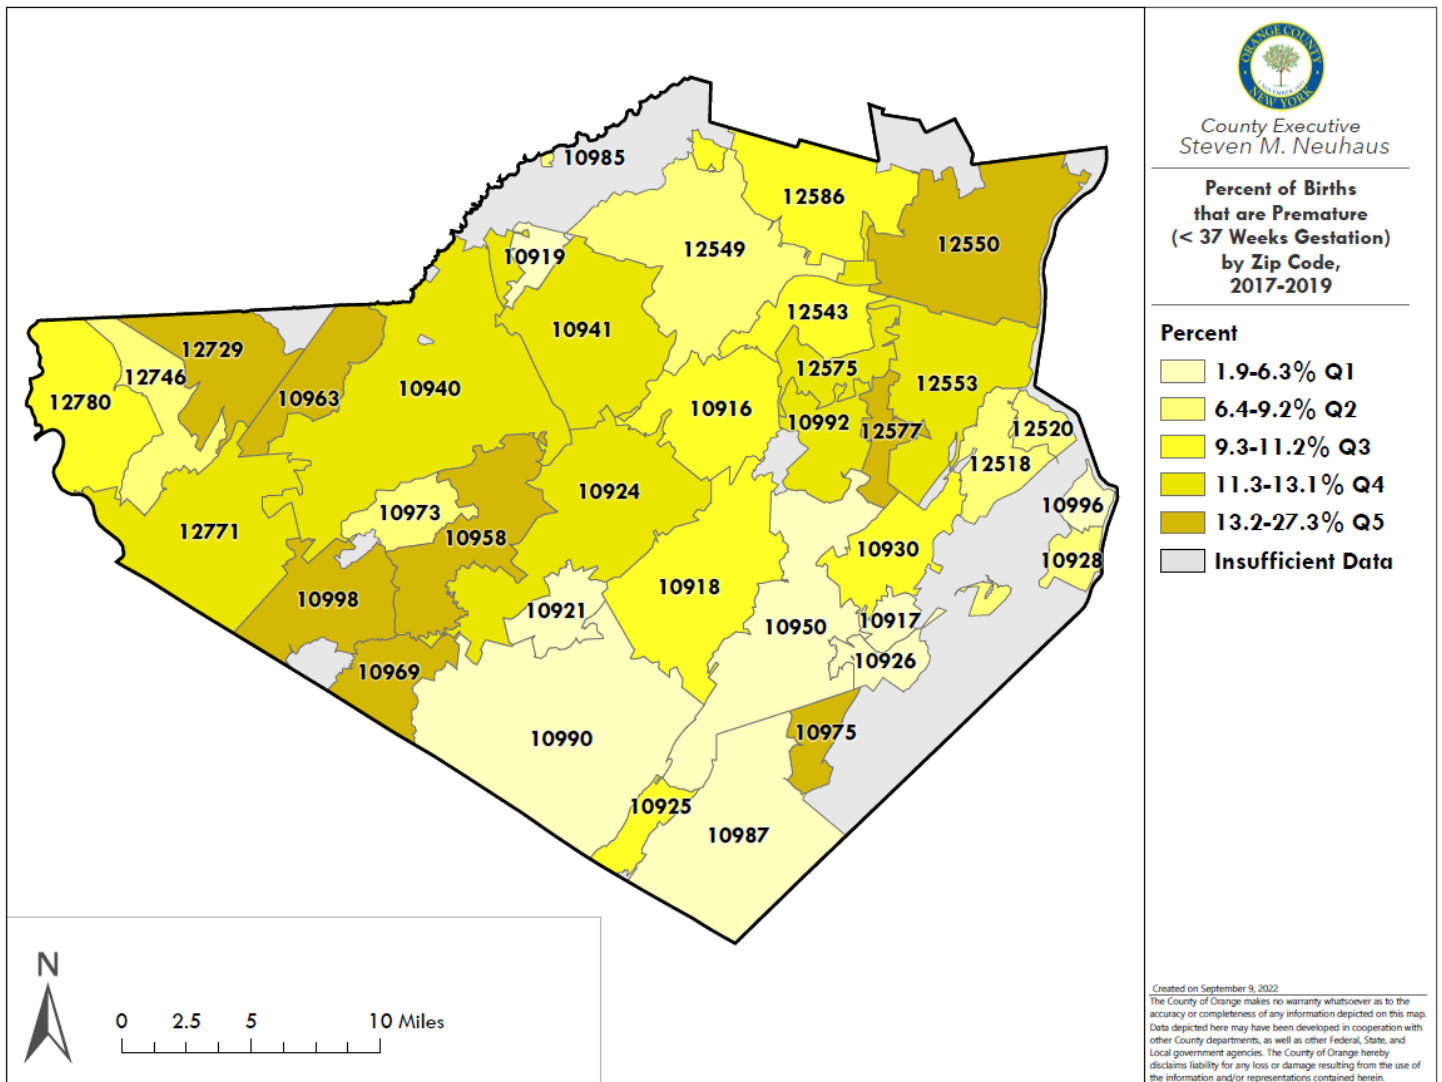 ORANGE COUNTY
NEW YORK
County Executive
Steven M. Neuhaus
Percent of Births
that are Premature
(< 37 Weeks Gestation)
by Zip Code,
2017-2019
Percent
1.9-6.3% Q1
6.4-9.2% Q2
9.3-11.2% Q3
11.3-13.1% Q4
13.2-27.3% Q5
Insufficient Data
10985
12586
12550
10919
12549
10941
12543
12729
12746
12575
12780
10963
10940
12553
10916
10992
12577
12520
12518
10924
10996
10973
12771
10958
10930
10928
10998
10918
10921
10950
10917
10926
10969
10990
10975
10925
10987
N
0 2.5 5 10 Miles
Created on September 9, 2022
The County of Orange makes no warranty whatsoever as to the
accuracy or completeness of any information depicted on this map.
Data depicted here may have been developed in cooperation with
other County departments, as well as other Federal, State, and
Local government agencies. The County of Orange hereby
disclaims liability for any loss or damage resulting from the use of
the information and/or representations contained herein.